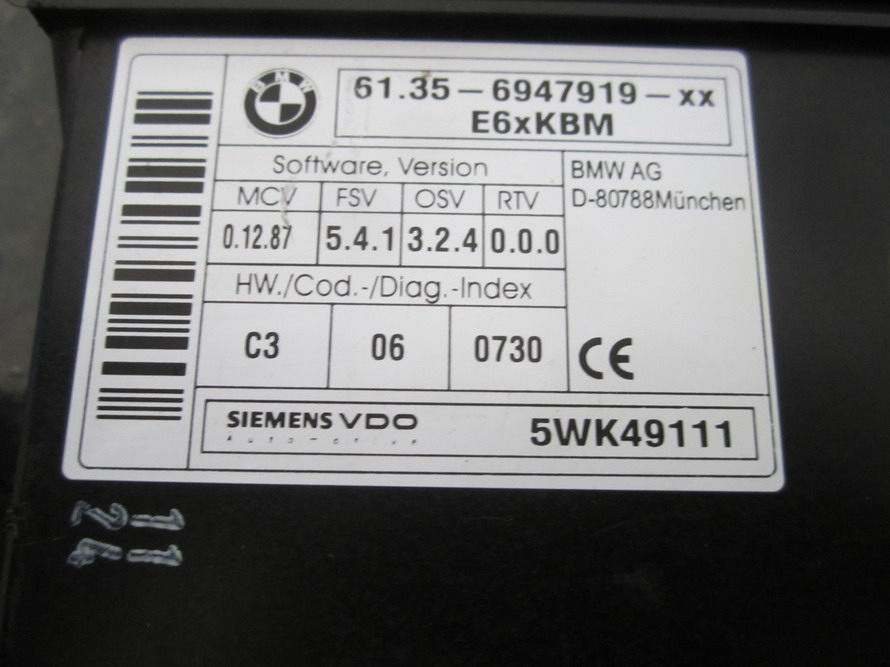 BMW
61.35-6947919-xx
E6xKBM
Software, Version
MCV FSV OSV RTV
0.12.87 5.4.1 3.2.4 0.0.0
BMW AG
D-80788München
HW./Cod.-/Diag.-Index
C3 06 0730
CE
SIEMENS VDO
Automotive
5WK49111